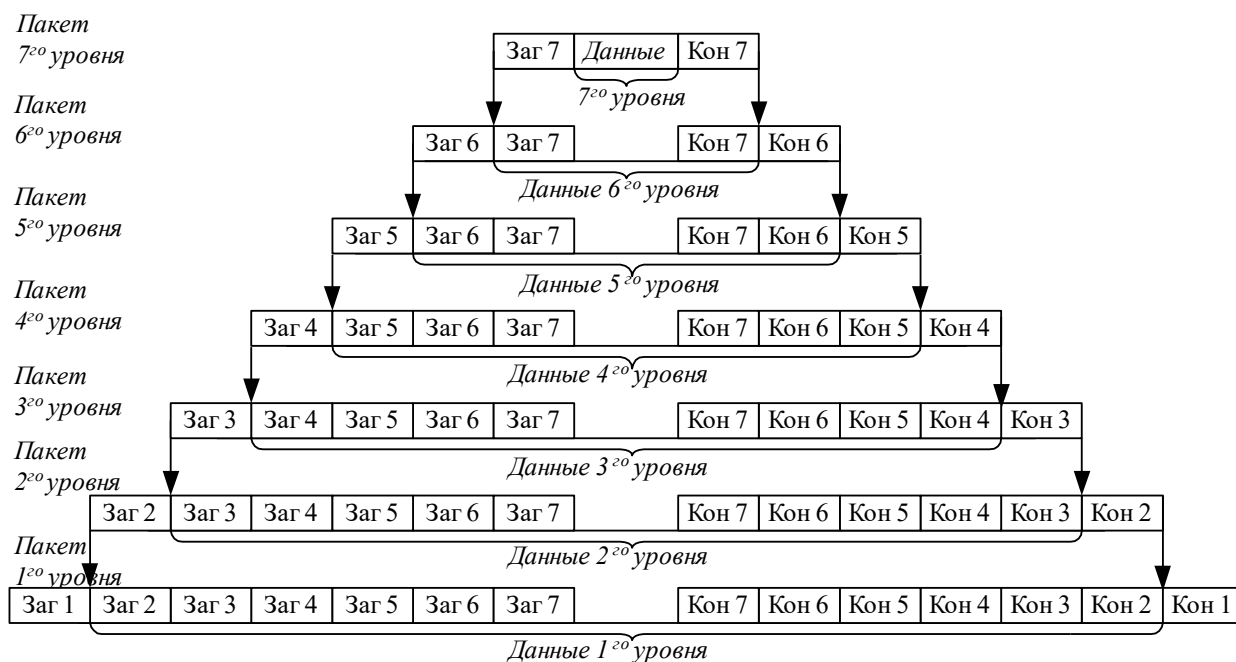 Пакет
7го уровня
Заг 7 Данные Кон 7
7го уровня
Пакет
6го уровня
Заг 6 Заг 7 Кон 7 Кон 6
Данные 6го уровня
Пакет
5го уровня
Заг 5 Заг 6 Заг 7 Кон 7 Кон 6 Кон 5
Данные 5го уровня
Пакет
4го уровня
Заг 4 Заг 5 Заг 6 Заг 7 Кон 7 Кон 6 Кон 5 Кон 4
Данные 4го уровня
Пакет
3го уровня
Заг 3 Заг 4 Заг 5 Заг 6 Заг 7 Кон 7 Кон 6 Кон 5 Кон 4 Кон 3
Данные 3го уровня
Пакет
2го уровня
Заг 2 Заг 3 Заг 4 Заг 5 Заг 6 Заг 7 Кон 7 Кон 6 Кон 5 Кон 4 Кон 3 Кон 2
Данные 2го уровня
Пакет
1го уровня
Заг 1 Заг 2 Заг 3 Заг 4 Заг 5 Заг 6 Заг 7 Кон 7 Кон 6 Кон 5 Кон 4 Кон 3 Кон 2 Кон 1
Данные 1го уровня